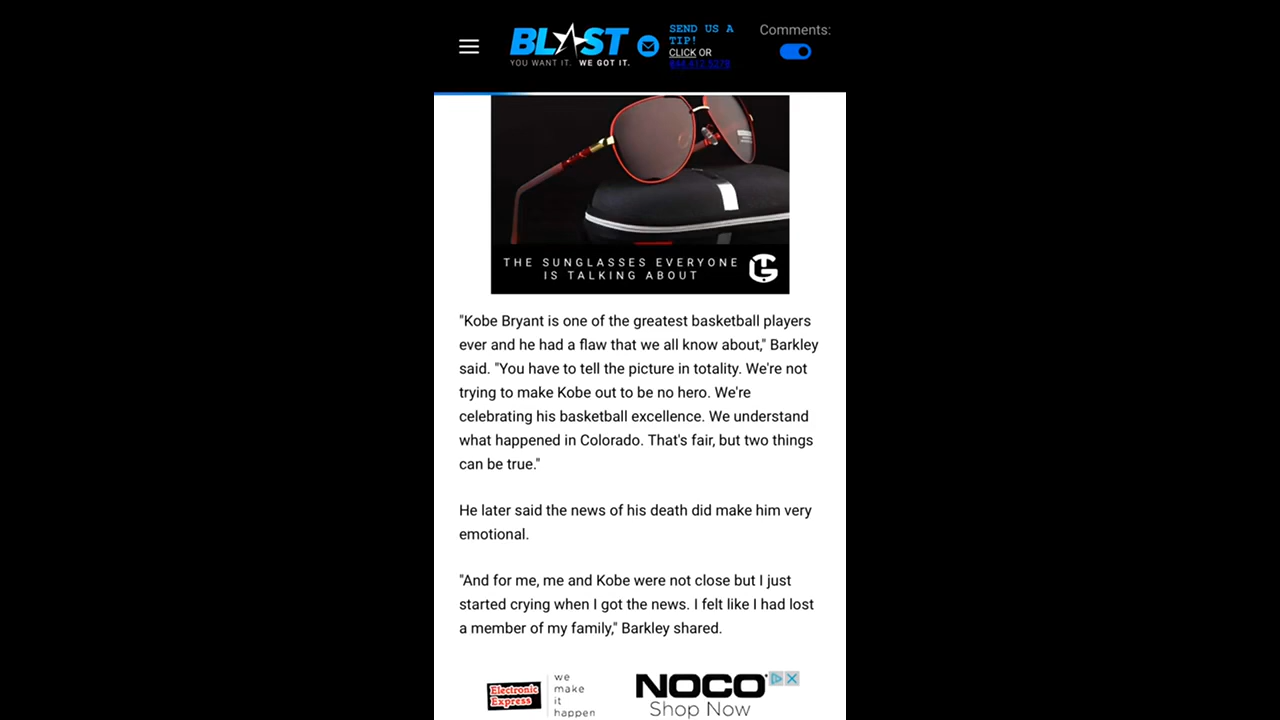 BLAST
YOU WANT IT. WE GOT IT.
SEND US A
TIP!
CLICK OR
Comments:
THE SUNGLASSES EVERYONE
IS TALKING ABOUT
"Kobe Bryant is one of the greatest basketball players
ever and he had a flaw that we all know about," Barkley
said. "You have to tell the picture in totality. We're not
trying to make Kobe out to be no hero. We're
celebrating his basketball excellence. We understand
what happened in Colorado. That's fair, but two things
can be true."
He later said the news of his death did make him very
emotional.
"And for me, me and Kobe were not close but I just
started crying when I got the news. I felt like I had lost
a member of my family," Barkley shared.
Electronic
Express
we
make
it
happen
NOCO
Shop Now